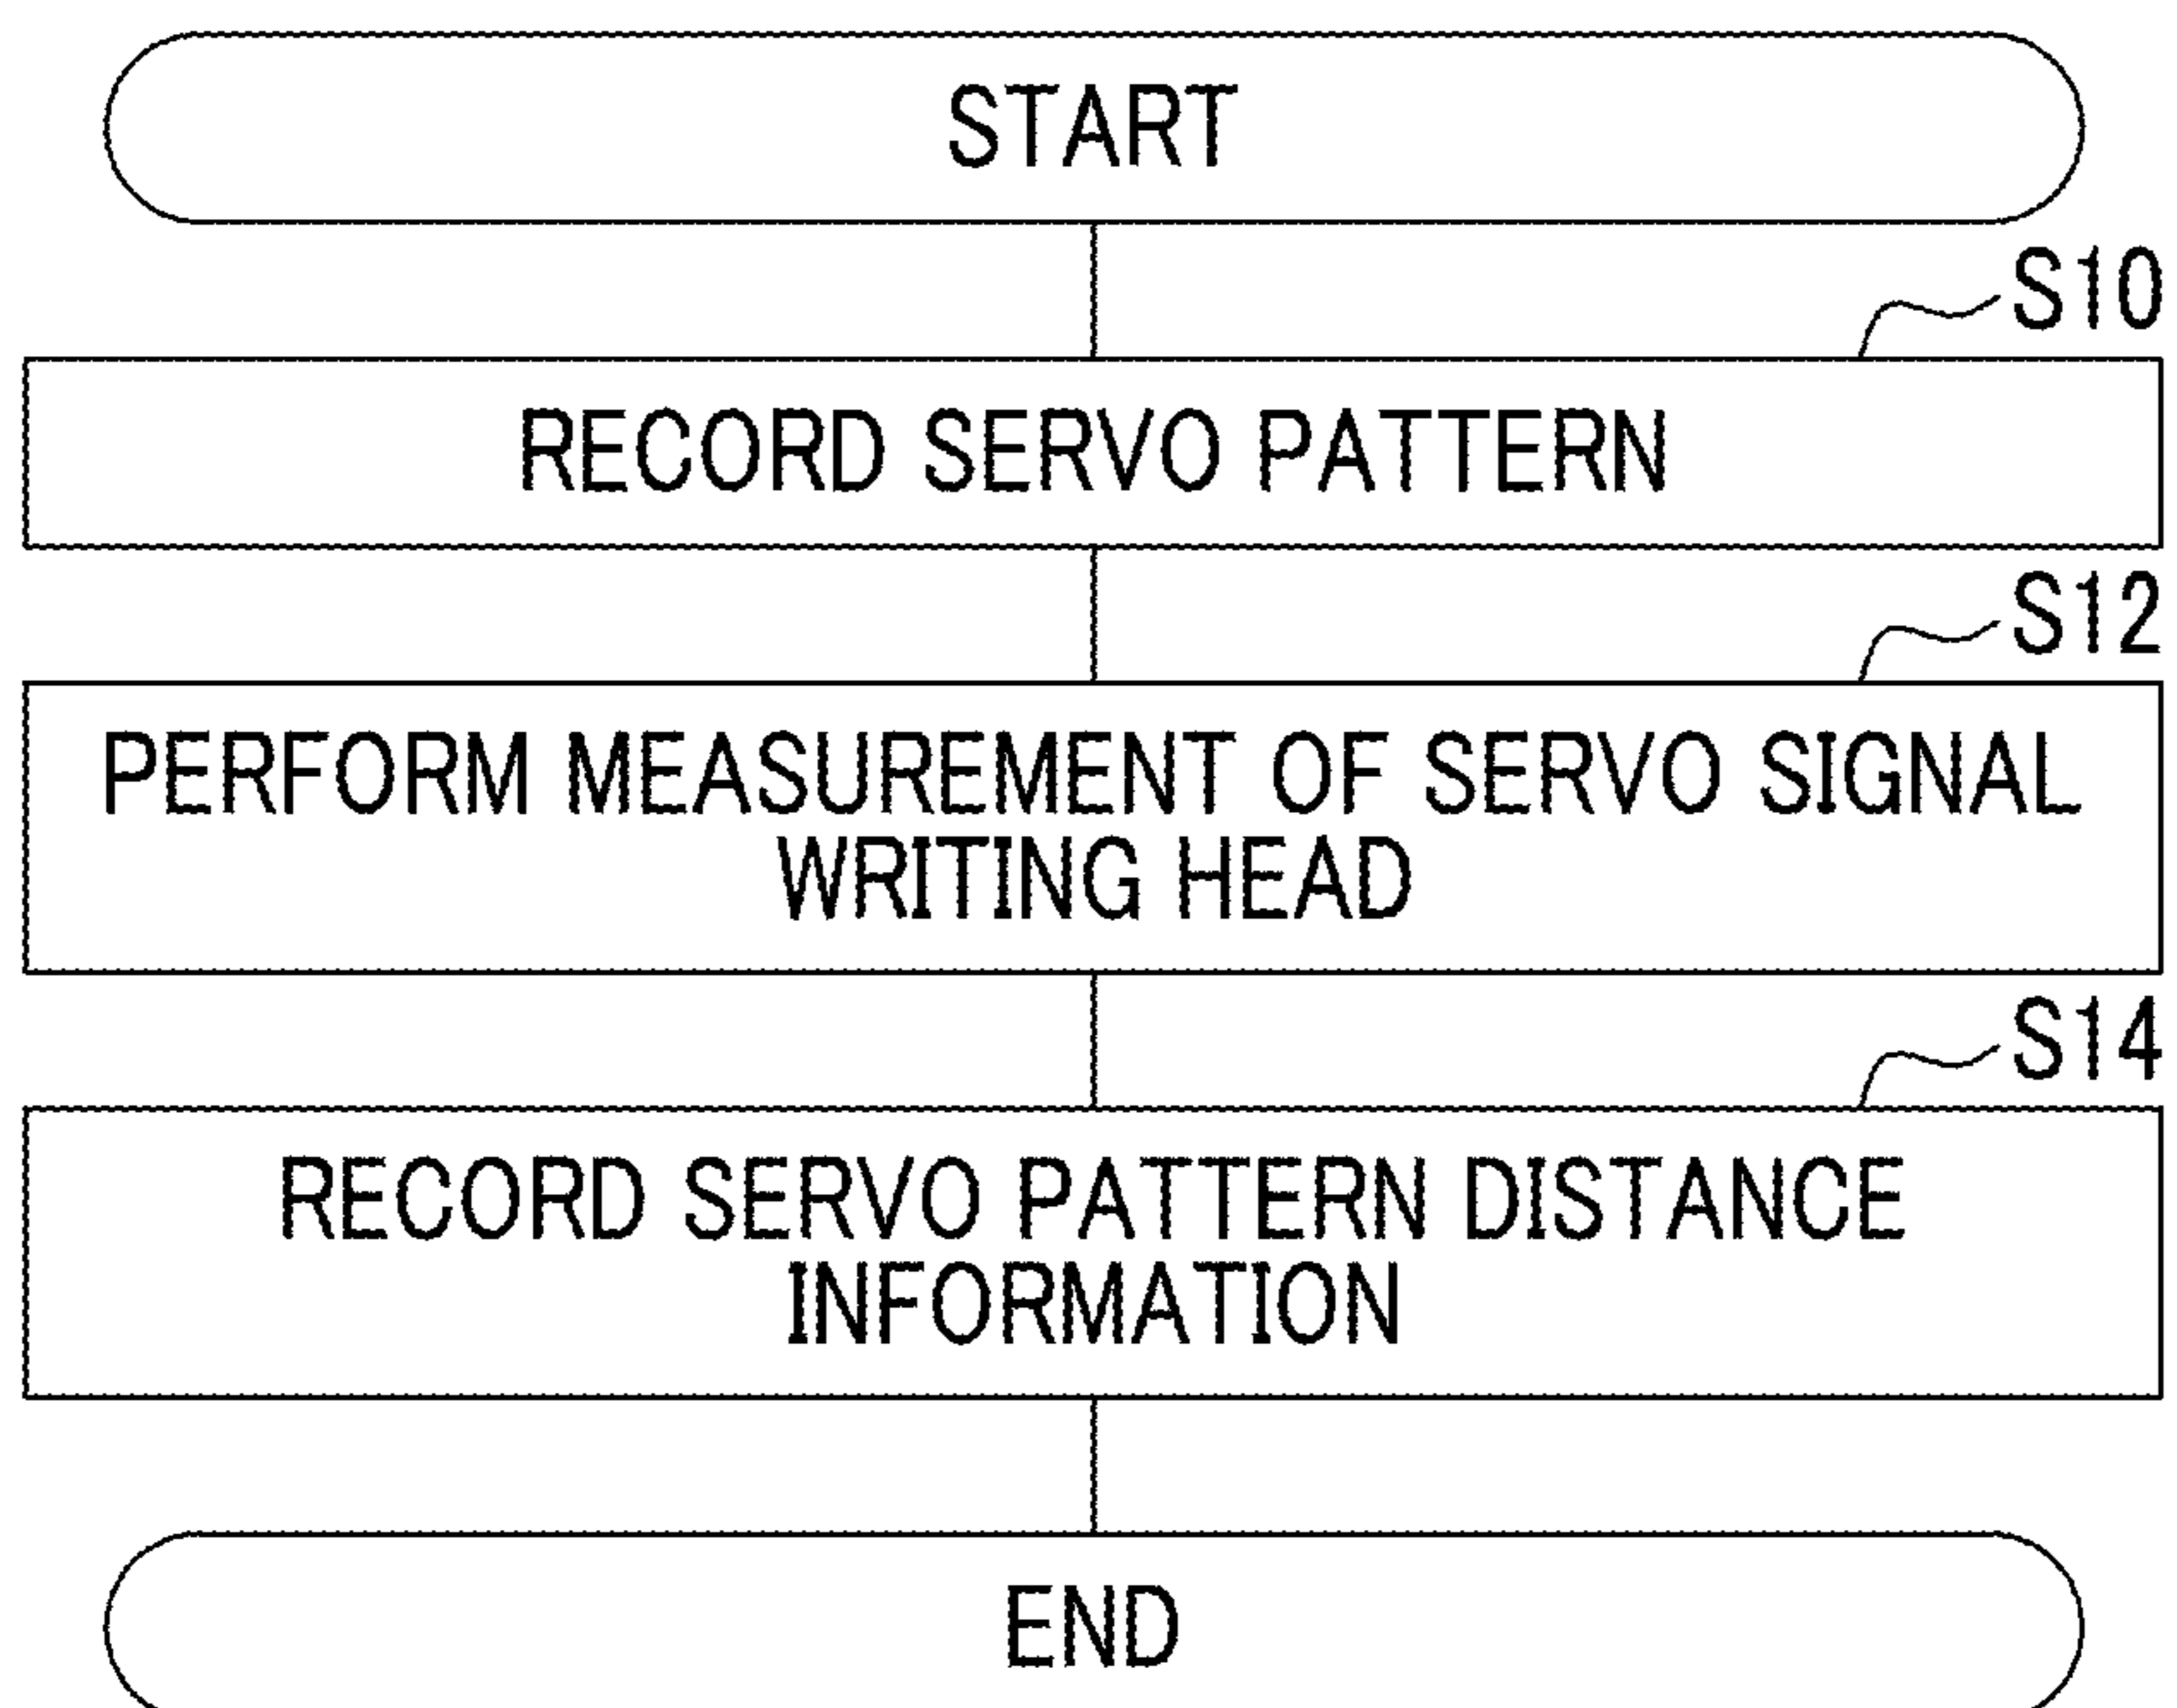 START
S10
RECORD SERVO PATTERN
S12
PERFORM MEASUREMENT OF SERVO SIGNAL
WRITING HEAD
S14
RECORD SERVO PATTERN DISTANCE
INFORMATION
END